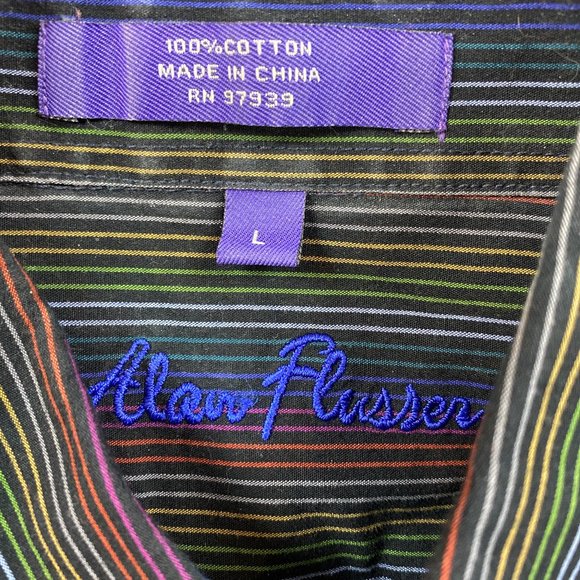 100%COTTON
MADE IN CHINA
RN 97939
L
Alan Flusser